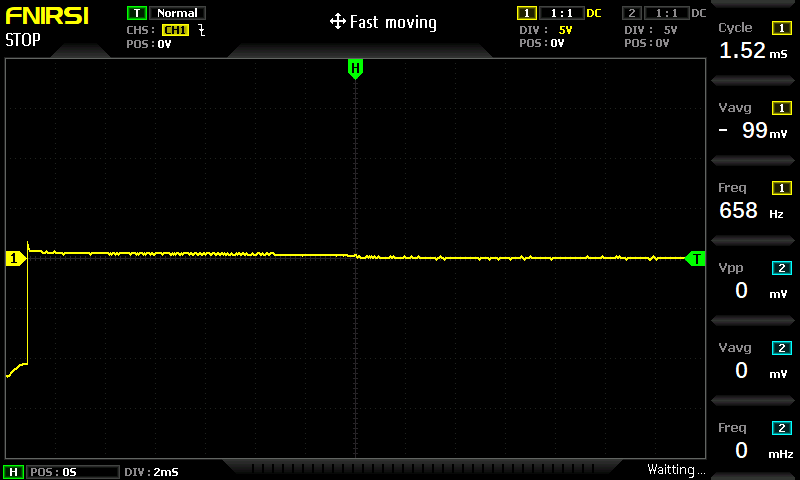 FNIRSI
STOP
T Normal
CHS: CH1
POS:0V
Fast moving
1 1:1 DC
DIV: 5V
POS:0V
2 1:1 DC
DIV: 5V
POS:0V
H
1
T
Cycle 1
1.52 mS
Vavg 1
- 99 mV
Freq 1
658 Hz
Vpp 2
0 mV
Vavg 2
0 mV
Freq 2
0 mHz
H POS:0S DIV:2mS
Waitting...